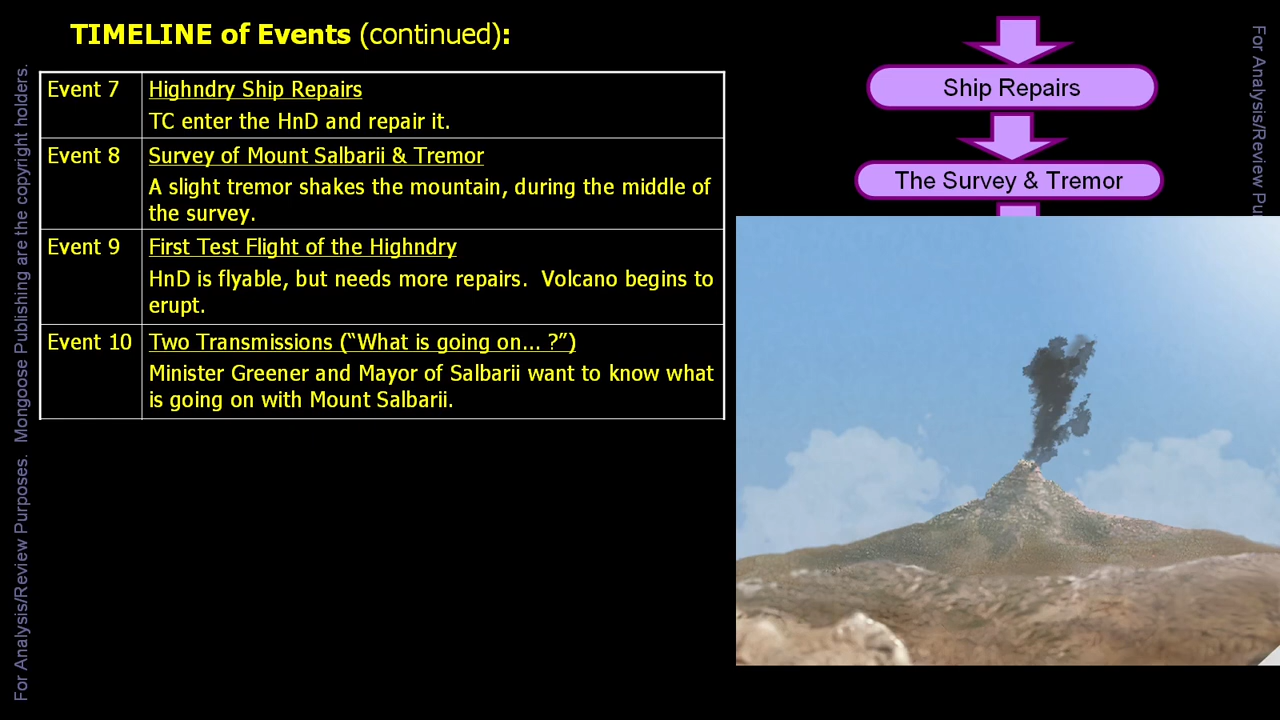 TIMELINE of Events (continued):
Event 7
Highndry Ship Repairs
TC enter the HnD and repair it.
Event 8
Survey of Mount Salbarii & Tremor
A slight tremor shakes the mountain, during the middle of
the survey.
Event 9
First Test Flight of the Highndry
HnD is flyable, but needs more repairs.  Volcano begins to
erupt.
Event 10
Two Transmissions (“What is going on... ?”)
Minister Greener and Mayor of Salbarii want to know what
is going on with Mount Salbarii.
Ship Repairs
The Survey & Tremor
For Analysis/Review Purposes.  Mongoose Publishing are the copyright holders.
For Analysis/Review Pu